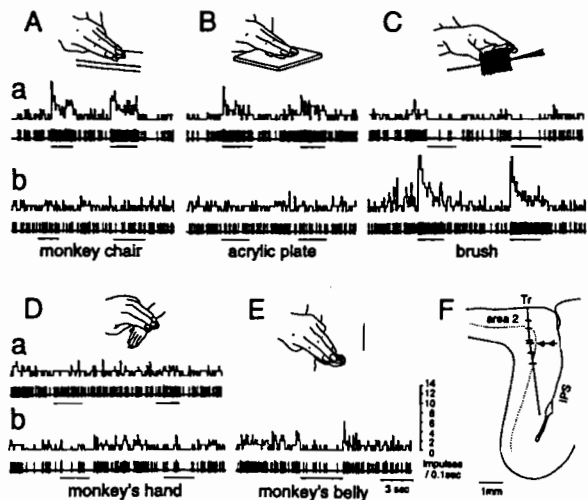 A
B
C
a
b
monkey chair
acrylic plate
brush
D
E
F
a
b
monkey's hand
monkey's belly
14
12
10
8
6
4
2
0
Impulses
/ 0.1sec
3 sec
Tr
area 2
IPS
1mm